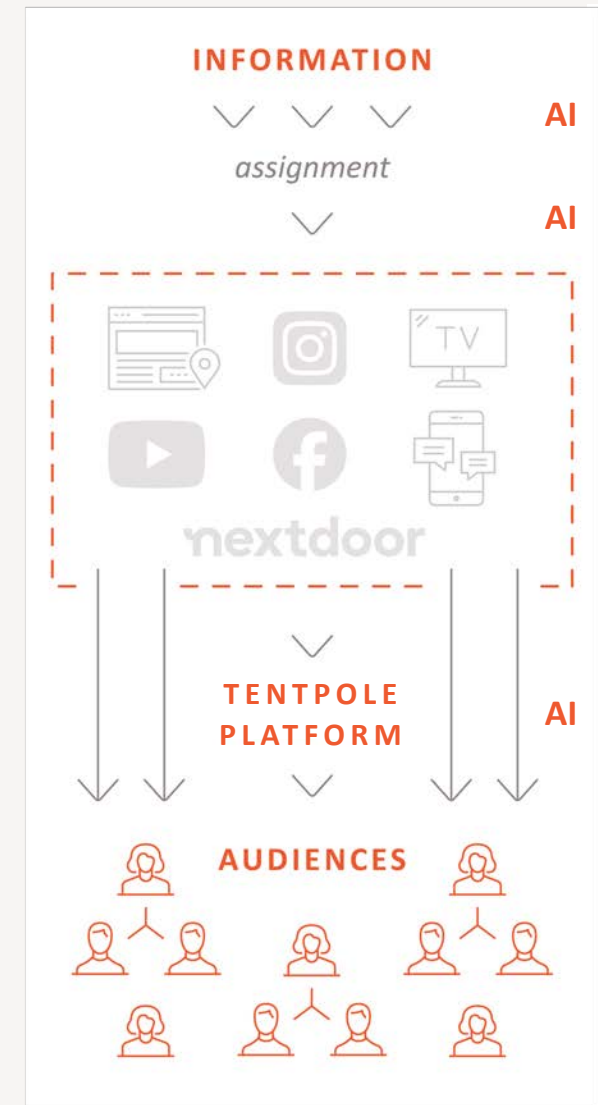 INFORMATION
AI
assignment
AI
TV
nextdoor
TENTPOLE
PLATFORM
AI
AUDIENCES